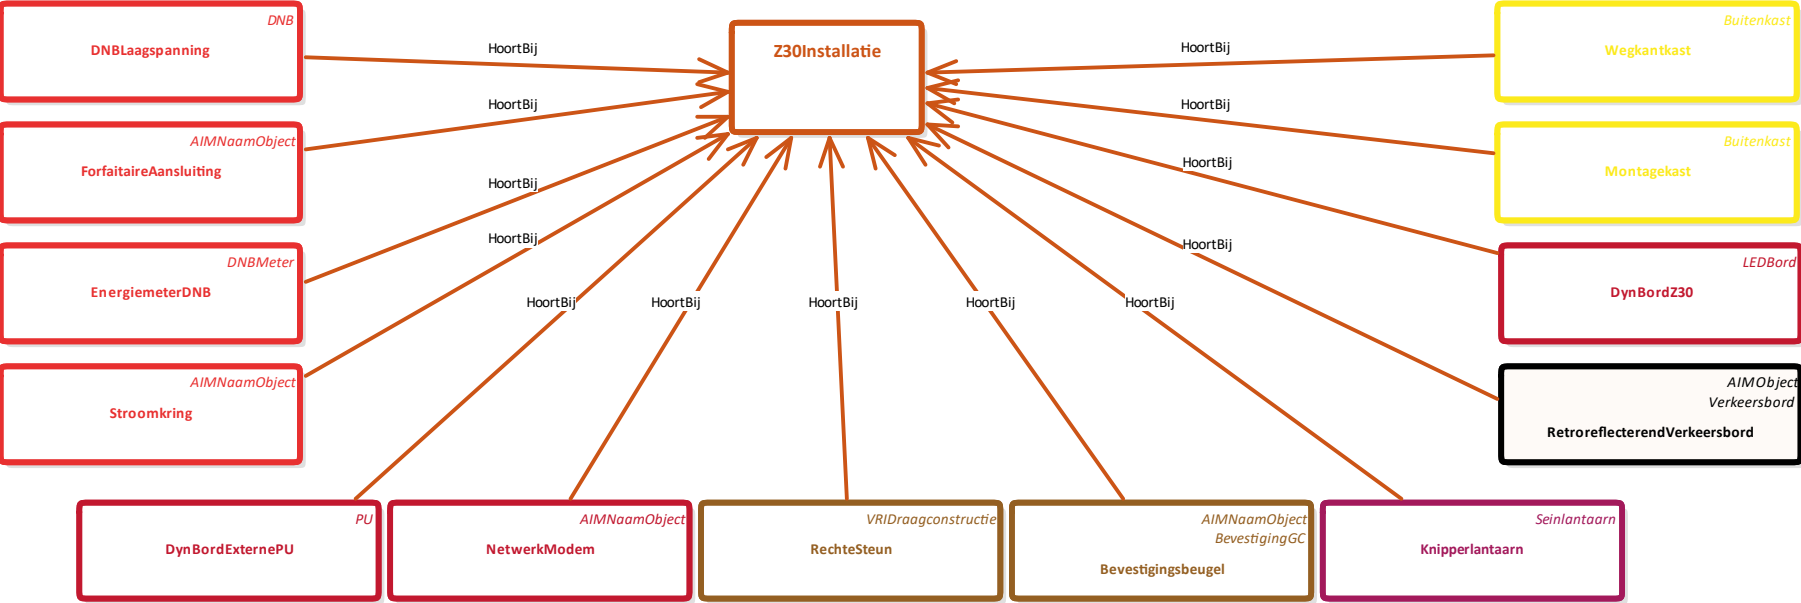 DNB
DNBLaagspanning
HoortBij
Z30Installatie
HoortBij
Buitenkast
Wegkantkast
AIMNaamObject
ForfaitaireAansluiting
HoortBij
HoortBij
Buitenkast
Montagekast
DNBMeter
EnergiemeterDNB
HoortBij
HoortBij
LEDBord
DynBordZ30
AIMNaamObject
Stroomkring
HoortBij
HoortBij
AIMObject
Verkeersbord
RetroreflecterendVerkeersbord
HoortBij
HoortBij
HoortBij
HoortBij
HoortBij
PU
DynBordExternePU
AIMNaamObject
NetwerkModem
VRIDraagconstructie
RechteSteun
AIMNaamObject
BevestigingGC
Bevestigingsbeugel
Seinlantaarn
Knipperlantaarn